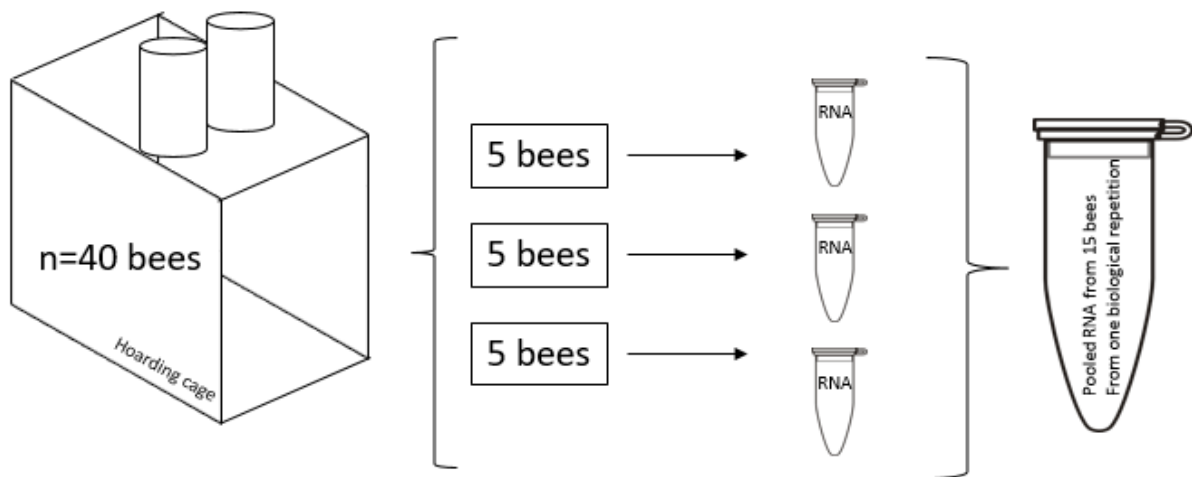 n=40 bees
Hoarding cage
5 bees
5 bees
5 bees
RNA
RNA
RNA
Pooled RNA from 15 bees
From one biological repetition